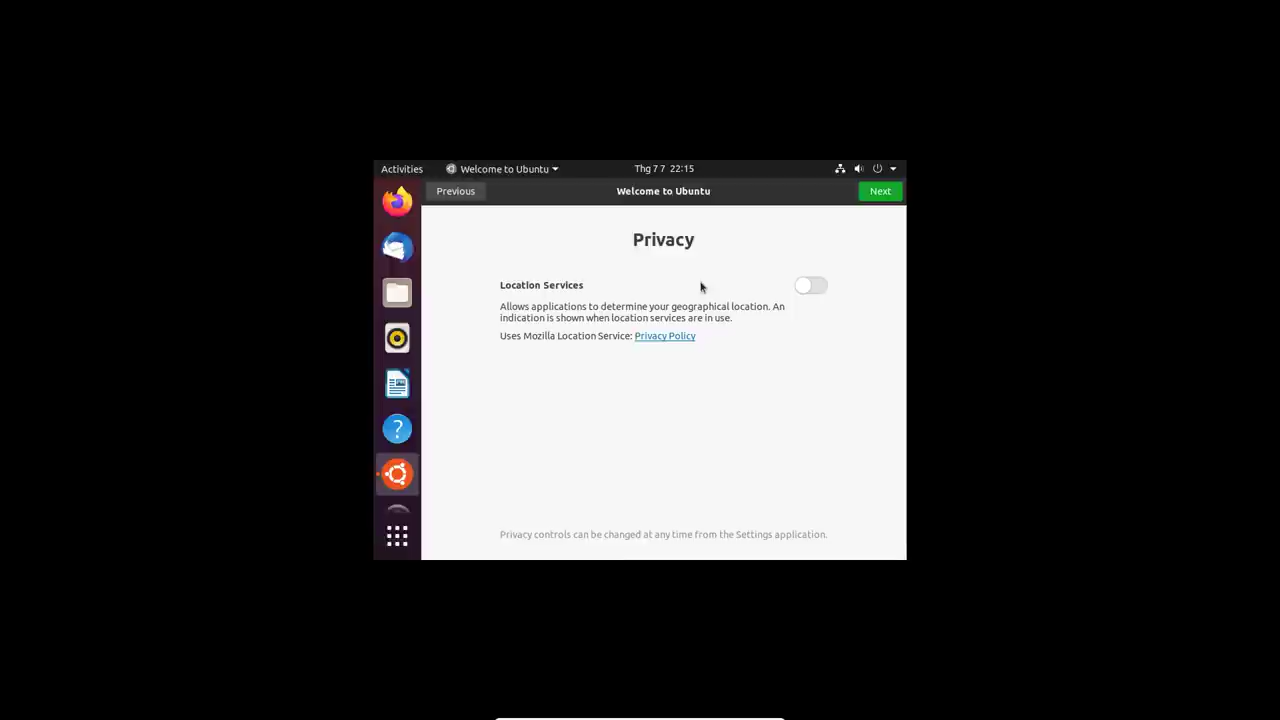 Activities
Welcome to Ubuntu
Thg 7 7 22:15
Previous
Welcome to Ubuntu
Next
Privacy
Location Services
Allows applications to determine your geographical location. An
indication is shown when location services are in use.
Uses Mozilla Location Service: Privacy Policy
Privacy controls can be changed at any time from the Settings application.